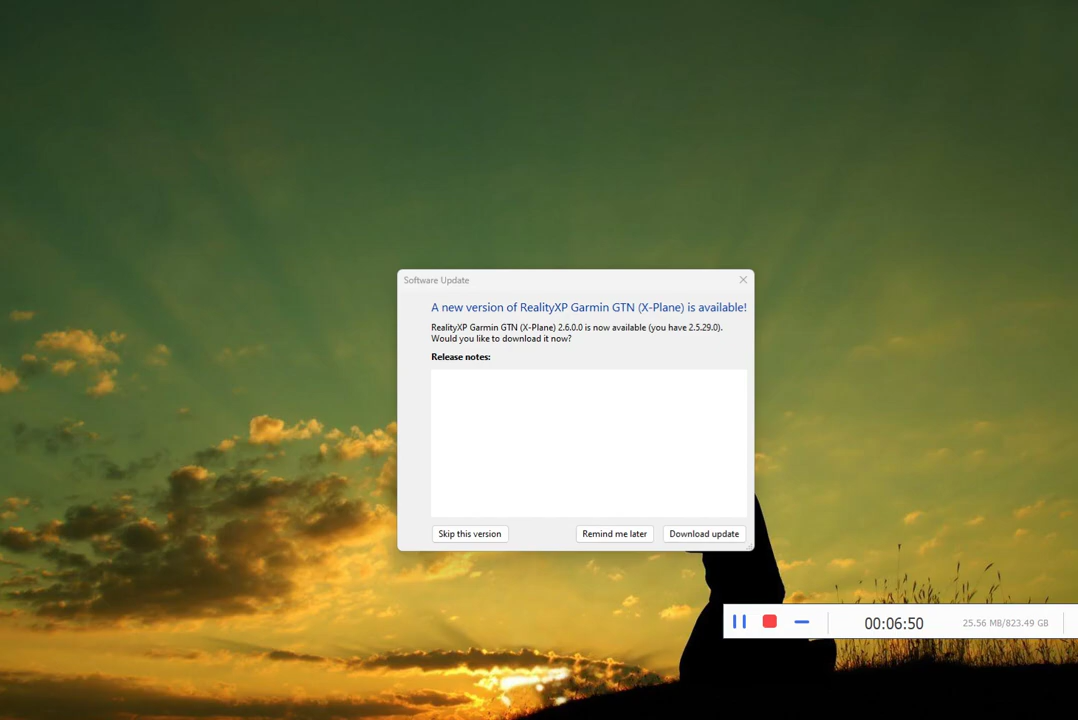 Software Update
A new version of RealityXP Garmin GTN (X-Plane) is available!
RealityXP Garmin GTN (X-Plane) 2.6.0.0 is now available (you have 2.5.29.0).
Would you like to download it now?
Release notes:
Skip this version
Remind me later
Download update
00:06:50
25.56 MB/823.49 GB